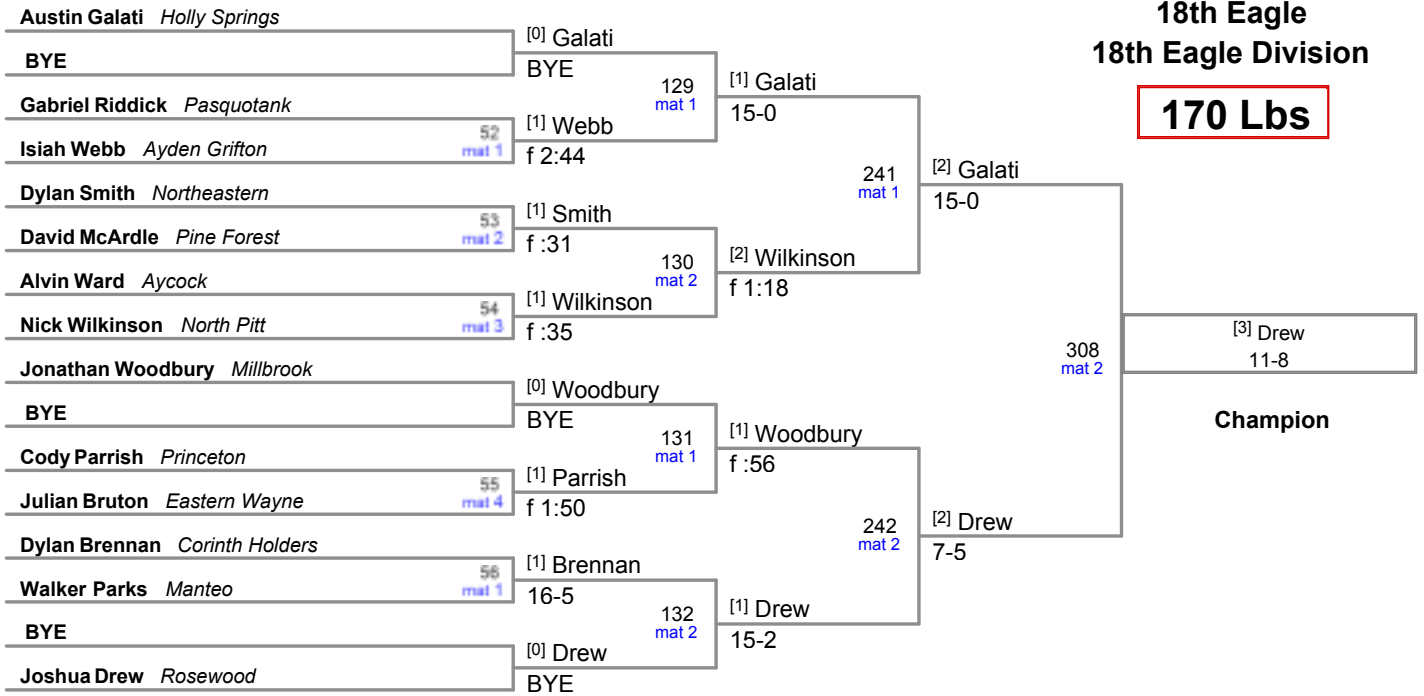 18th Eagle
18th Eagle Division
170 Lbs
Austin Galati Holly Springs
BYE
Gabriel Riddick Pasquotank
52
mat 1
Isiah Webb Ayden Grifton
Dylan Smith Northeastern
53
mat 2
David McArdle Pine Forest
Alvin Ward Aycock
54
mat 3
Nick Wilkinson North Pitt
Jonathan Woodbury Millbrook
BYE
Cody Parrish Princeton
55
mat 4
Julian Bruton Eastern Wayne
Dylan Brennan Corinth Holders
56
mat 1
Walker Parks Manteo
BYE
Joshua Drew Rosewood
[0] Galati
BYE
129
mat 1
[1] Webb
f 2:44
[1] Smith
f :31
130
mat 2
[1] Wilkinson
f :35
[0] Woodbury
BYE
131
mat 1
[1] Parrish
f 1:50
[1] Brennan
16-5
132
mat 2
[0] Drew
BYE
[1] Galati
15-0
241
mat 1
[2] Wilkinson
f 1:18
[1] Woodbury
f :56
242
mat 2
[1] Drew
15-2
[2] Galati
15-0
308
mat 2
[2] Drew
7-5
[3] Drew
11-8
Champion